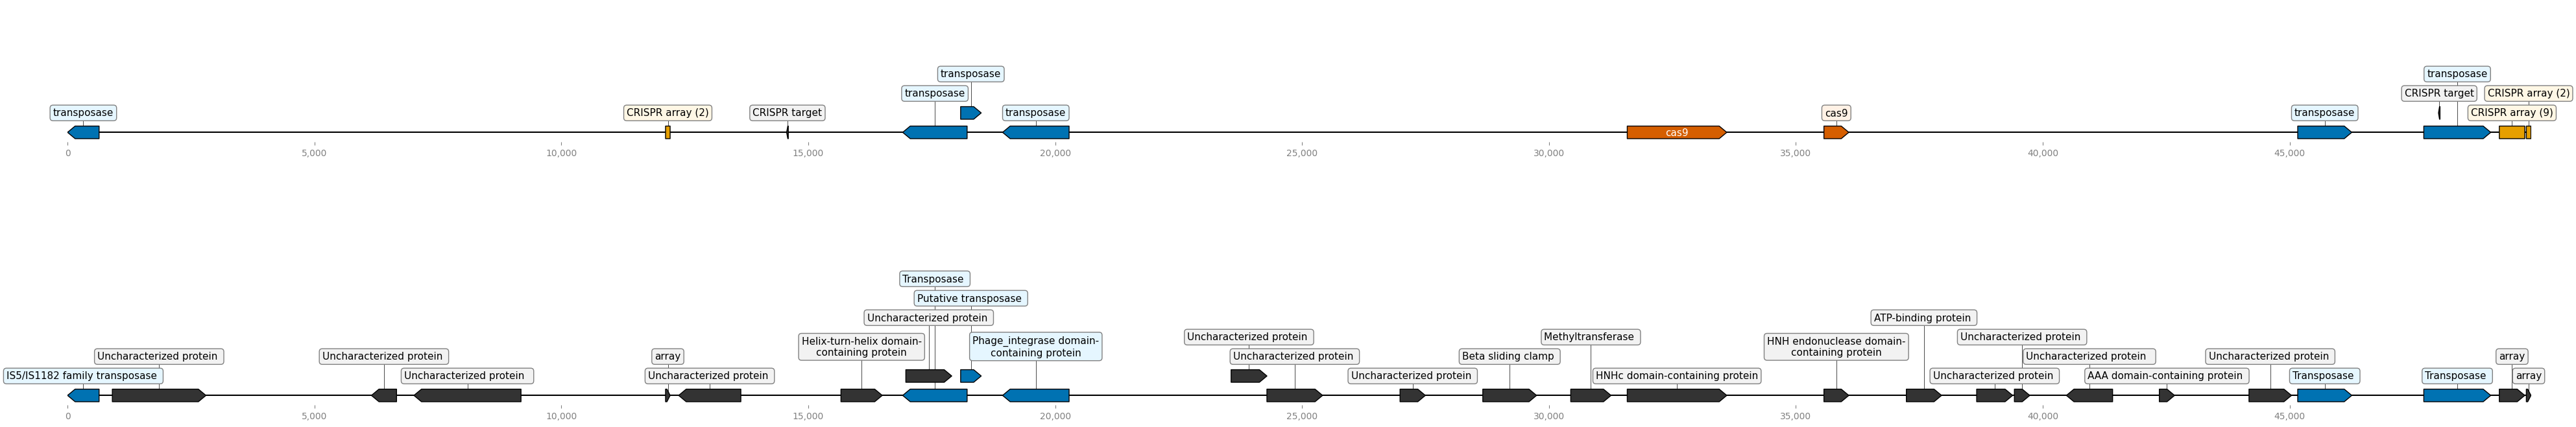 transposase
transposase
transposase
CRISPR target
CRISPR array (2)
transposase
CRISPR array (2)
CRISPR target
transposase
cas9
transposase
CRISPR array (9)
cas9
0
5,000
10,000
15,000
20,000
25,000
30,000
35,000
40,000
45,000
Transposase
Putative transposase
Uncharacterized protein
ATP-binding protein
Helix-turn-helix domain-
containing protein
Phage_integrase domain-
containing protein
Uncharacterized protein
Methyltransferase
HNH endonuclease domain-
containing protein
Uncharacterized protein
Uncharacterized protein
Uncharacterized protein
array
Uncharacterized protein
Beta sliding clamp
Uncharacterized protein
Uncharacterized protein
array
IS5/IS1182 family transposase
Uncharacterized protein
Uncharacterized protein
Uncharacterized protein
HNHc domain-containing protein
Uncharacterized protein
AAA domain-containing protein
Transposase
Transposase
array
0
5,000
10,000
15,000
20,000
25,000
30,000
35,000
40,000
45,000